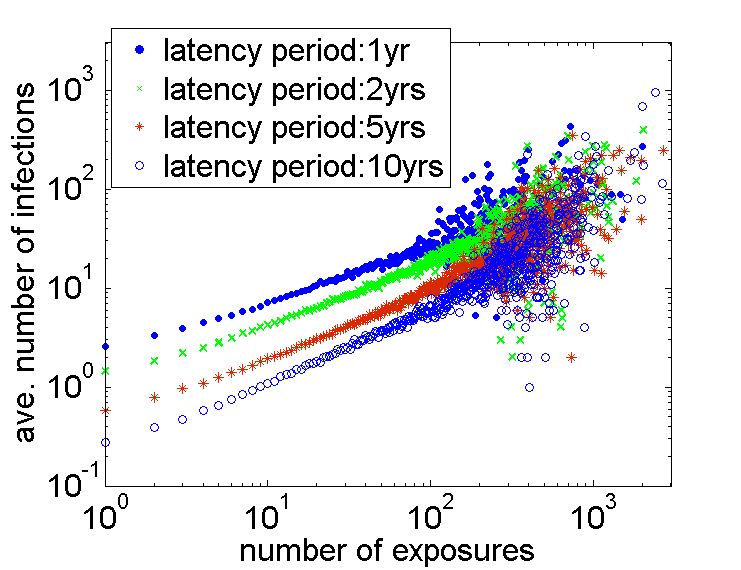 latency period:1yr
latency period:2yrs
latency period:5yrs
latency period:10yrs
ave. number of infections
10^3
10^2
10^1
10^0
10^-1
10^0 10^1 10^2 10^3
number of exposures